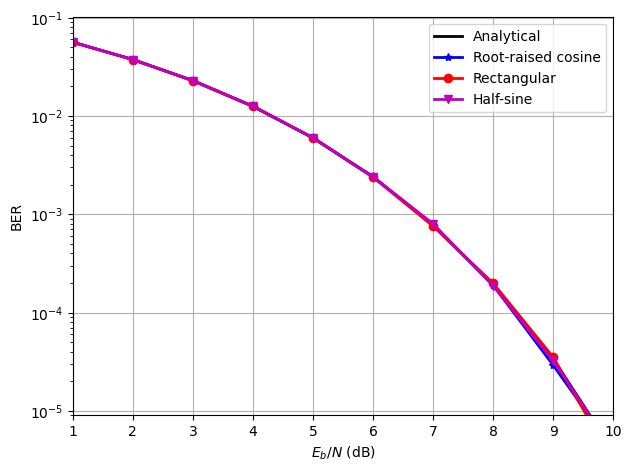 10⁻¹
10⁻²
10⁻³
10⁻⁴
10⁻⁵
BER
Analytical
Root-raised cosine
Rectangular
Half-sine
1 2 3 4 5 6 7 8 9 10
E_b/N (dB)